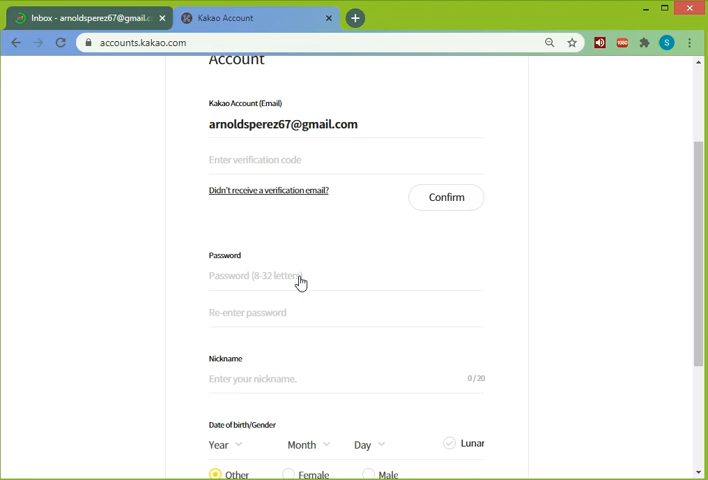 Inbox - arnoldsperez67@gmail.c
Kakao Account
accounts.kakao.com
1080
S
Account
Kakao Account (Email)
arnoldsperez67@gmail.com
Enter verification code
Didn't receive a verification email?
Confirm
Password
Password (8-32 letters)
Re-enter password
Nickname
Enter your nickname.
0 / 20
Date of birth/Gender
Year Month Day Lunar
Other Female Male